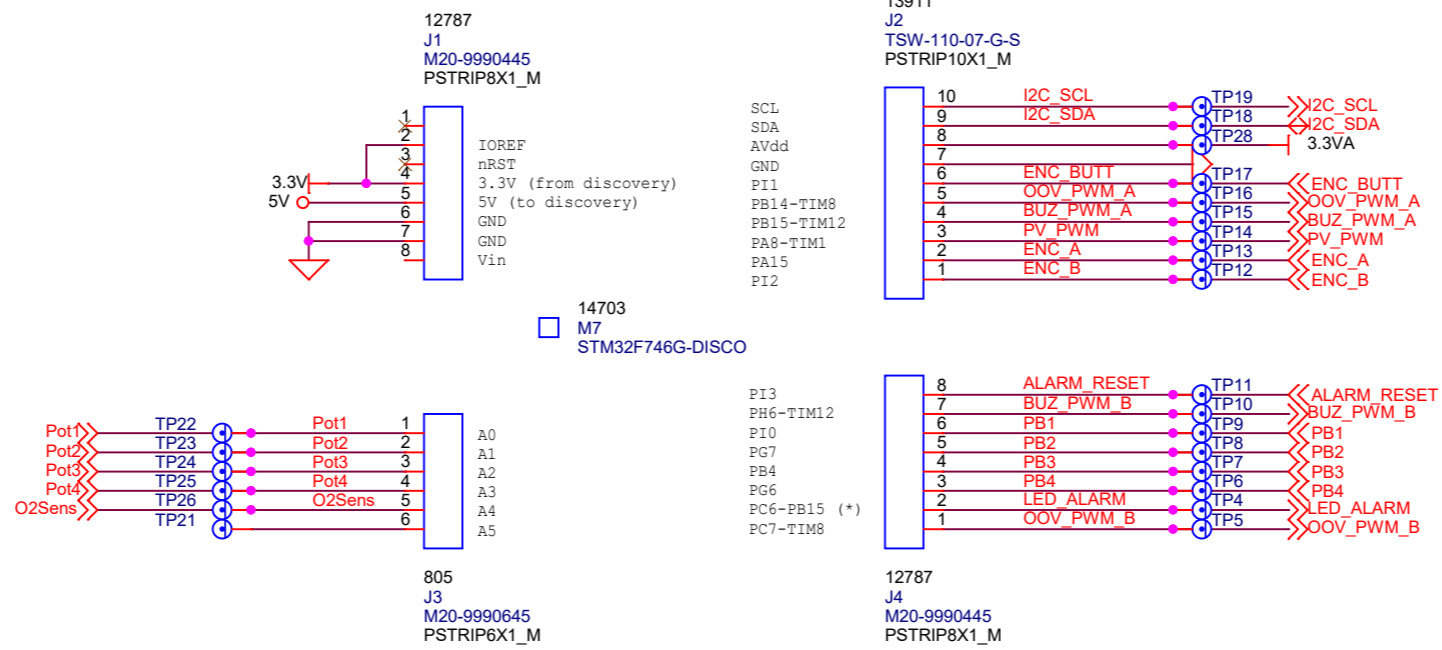 12787
J1
M20-9990445
PSTRIP8X1_M
1
2 IOREF
3 nRST
3.3V 4 3.3V (from discovery)
5V 5 5V (to discovery)
6 GND
7 GND
8 Vin
13911
J2
TSW-110-07-G-S
PSTRIP10X1_M
SCL 10 I2C_SCL TP19 I2C_SCL
SDA 9 I2C_SDA TP18 I2C_SDA
AVdd 8 TP28 3.3VA
GND 7
PI1 6 ENC_BUTT TP17 ENC_BUTT
PB14-TIM8 5 OOV_PWM_A TP16 OOV_PWM_A
PB15-TIM12 4 BUZ_PWM_A TP15 BUZ_PWM_A
PA8-TIM1 3 PV_PWM TP14 PV_PWM
PA15 2 ENC_A TP13 ENC_A
PI2 1 ENC_B TP12 ENC_B
14703
M7
STM32F746G-DISCO
Pot1 TP22 Pot1 1 A0
Pot2 TP23 Pot2 2 A1
Pot3 TP24 Pot3 3 A2
Pot4 TP25 Pot4 4 A3
O2Sens TP26 O2Sens 5 A4
TP21 6 A5
805
J3
M20-9990645
PSTRIP6X1_M
PI3 8 ALARM_RESET TP11 ALARM_RESET
PH6-TIM12 7 BUZ_PWM_B TP10 BUZ_PWM_B
PI0 6 PB1 TP9 PB1
PG7 5 PB2 TP8 PB2
PB4 4 PB3 TP7 PB3
PG6 3 PB4 TP6 PB4
PC6-PB15 (*) 2 LED_ALARM TP4 LED_ALARM
PC7-TIM8 1 OOV_PWM_B TP5 OOV_PWM_B
12787
J4
M20-9990445
PSTRIP8X1_M